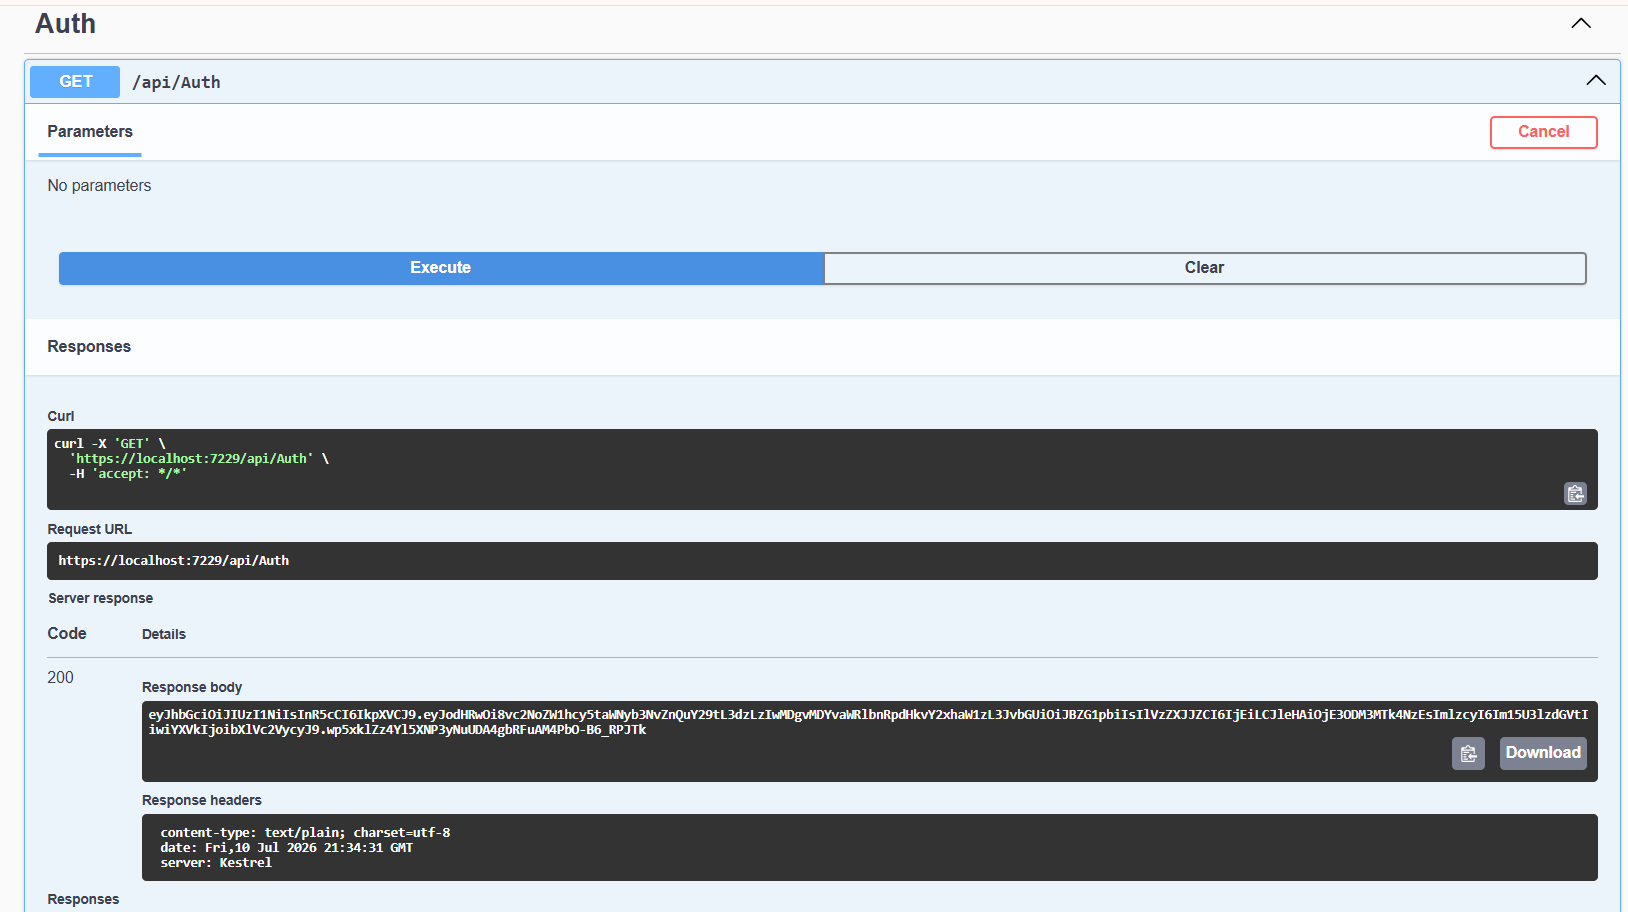 Auth
GET /api/Auth
Parameters
Cancel
No parameters
Execute
Clear
Responses
Curl
curl -X 'GET' \
'https://localhost:7229/api/Auth' \
-H 'accept: */*'
Request URL
https://localhost:7229/api/Auth
Server response
Code Details
200
Response body
eyJhbGciOiJIUzI1NiIsInR5cCI6IkpXVCJ9.eyJodHRwOi8vc2NoZW1hcy5taWNyb3NvZnQuY29tL3dzLzIwMDgvMDYvaWRlbnRpdHkvY2xhaW1zL3JvbGUiOiJBZG1pbiIsIlVzZXJJZCI6IjEiLCJleHAiOjE3ODM3MTk4NzEsImlzcyI6Im15U3lzdGVtI
iwiYXVkIjoibXlVc2VycyJ9.wp5xklZz4Yl5XNP3yNuUDA4gbRFuAM4PbO-B6_RPJTk
Download
Response headers
content-type: text/plain; charset=utf-8
date: Fri,10 Jul 2026 21:34:31 GMT
server: Kestrel
Responses